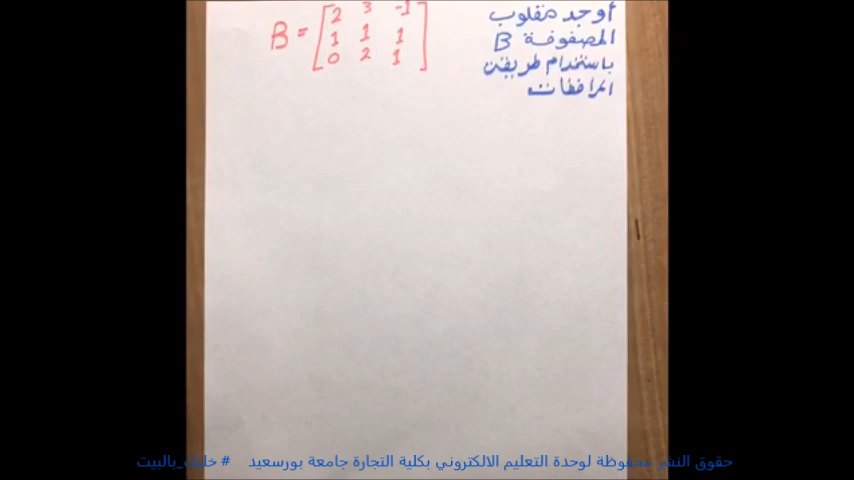 أوجد مقلوب
المصفوفة B
باستخدام طريقة
المرافقات
B = [2 3 -1
1 1 1
0 2 1]
حقوق النشر محفوظة لوحدة التعليم الالكتروني بكلية التجارة جامعة بورسعيد # خليك_بالبيت